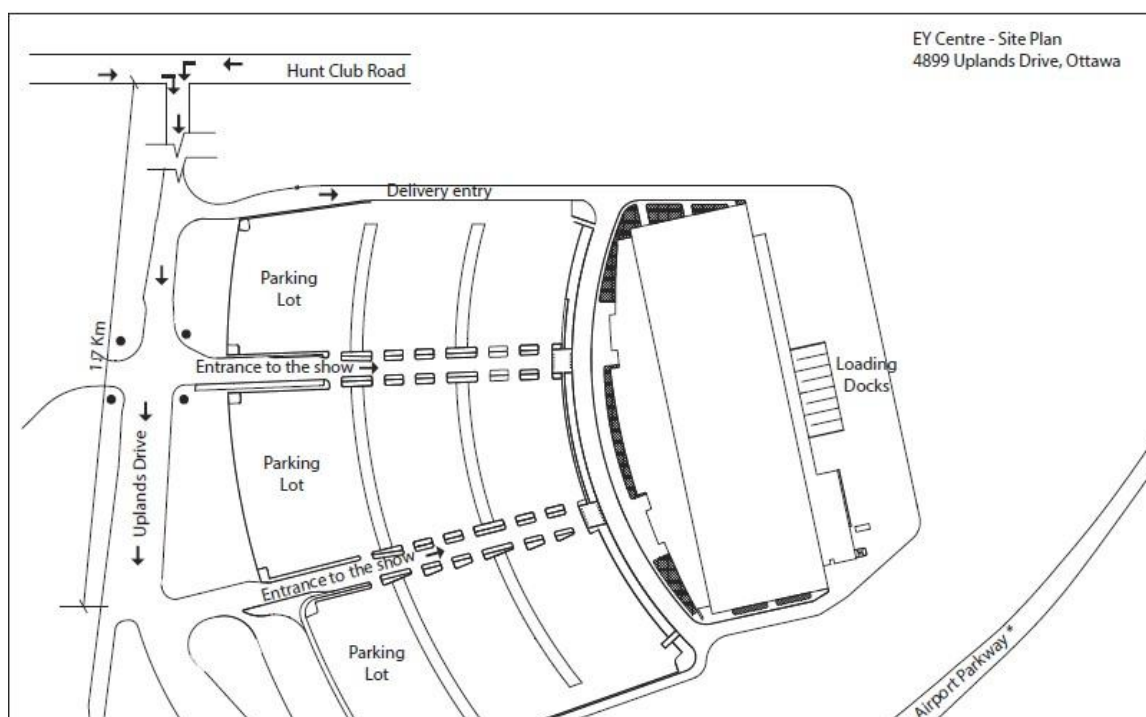 EY Centre - Site Plan
4899 Uplands Drive, Ottawa
Hunt Club Road
Delivery entry
Parking
Lot
1.7 Km
Entrance to the show
Loading
Docks
Parking
Lot
Uplands Drive
Entrance to the show
Parking
Lot
Airport Parkway *